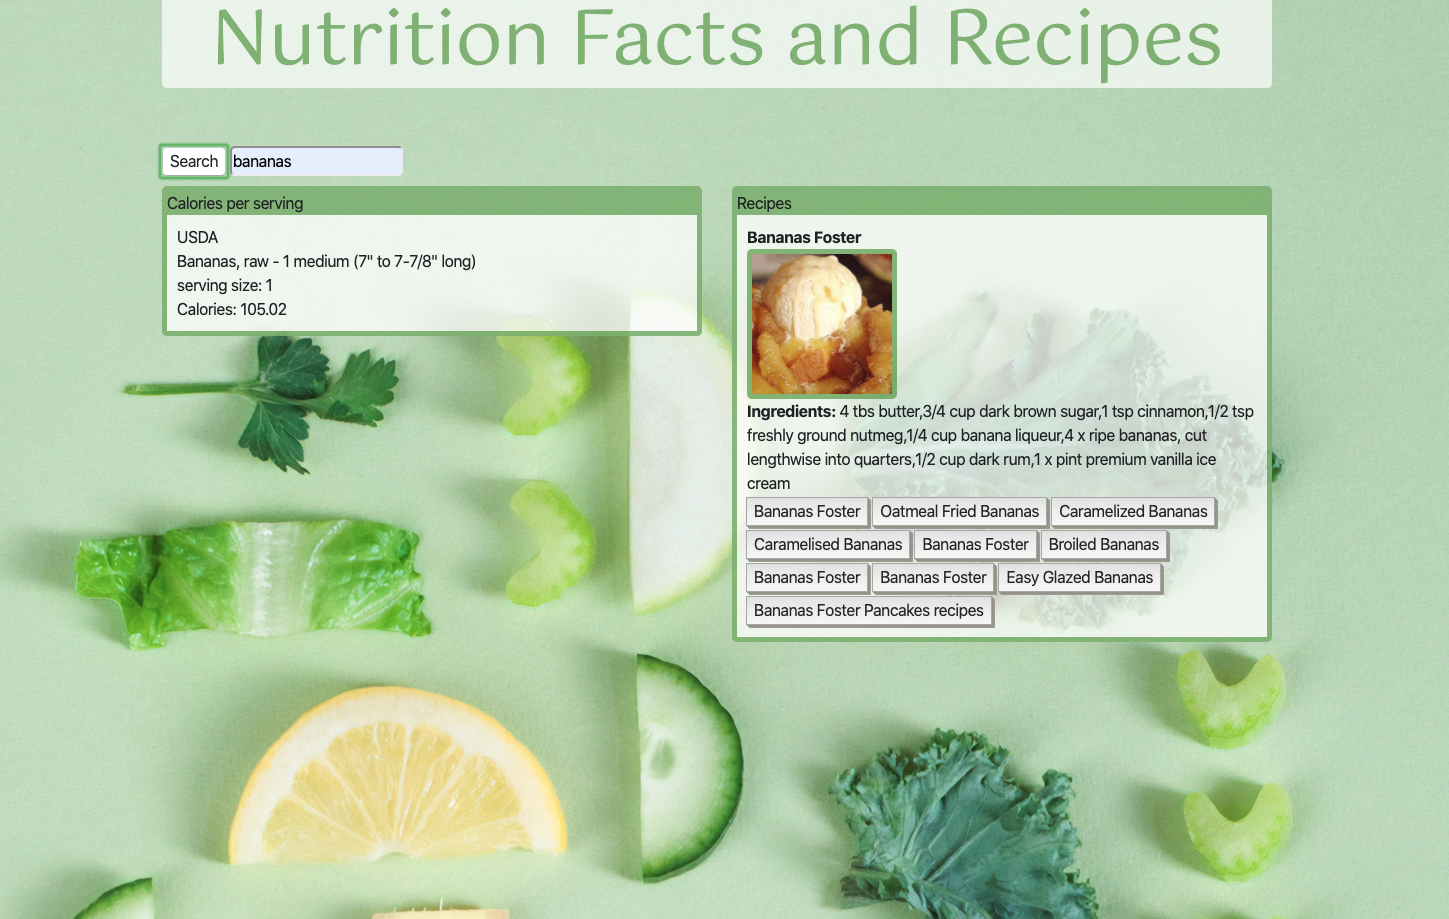 Nutrition Facts and Recipes
Search
bananas
Calories per serving
USDA
Bananas, raw - 1 medium (7" to 7-7/8" long)
serving size: 1
Calories: 105.02
Recipes
Bananas Foster
Ingredients: 4 tbs butter,3/4 cup dark brown sugar,1 tsp cinnamon,1/2 tsp
freshly ground nutmeg,1/4 cup banana liqueur,4 x ripe bananas, cut
lengthwise into quarters,1/2 cup dark rum,1 x pint premium vanilla ice
cream
Bananas Foster Oatmeal Fried Bananas Caramelized Bananas
Caramelised Bananas Bananas Foster Broiled Bananas
Bananas Foster Bananas Foster Easy Glazed Bananas
Bananas Foster Pancakes recipes